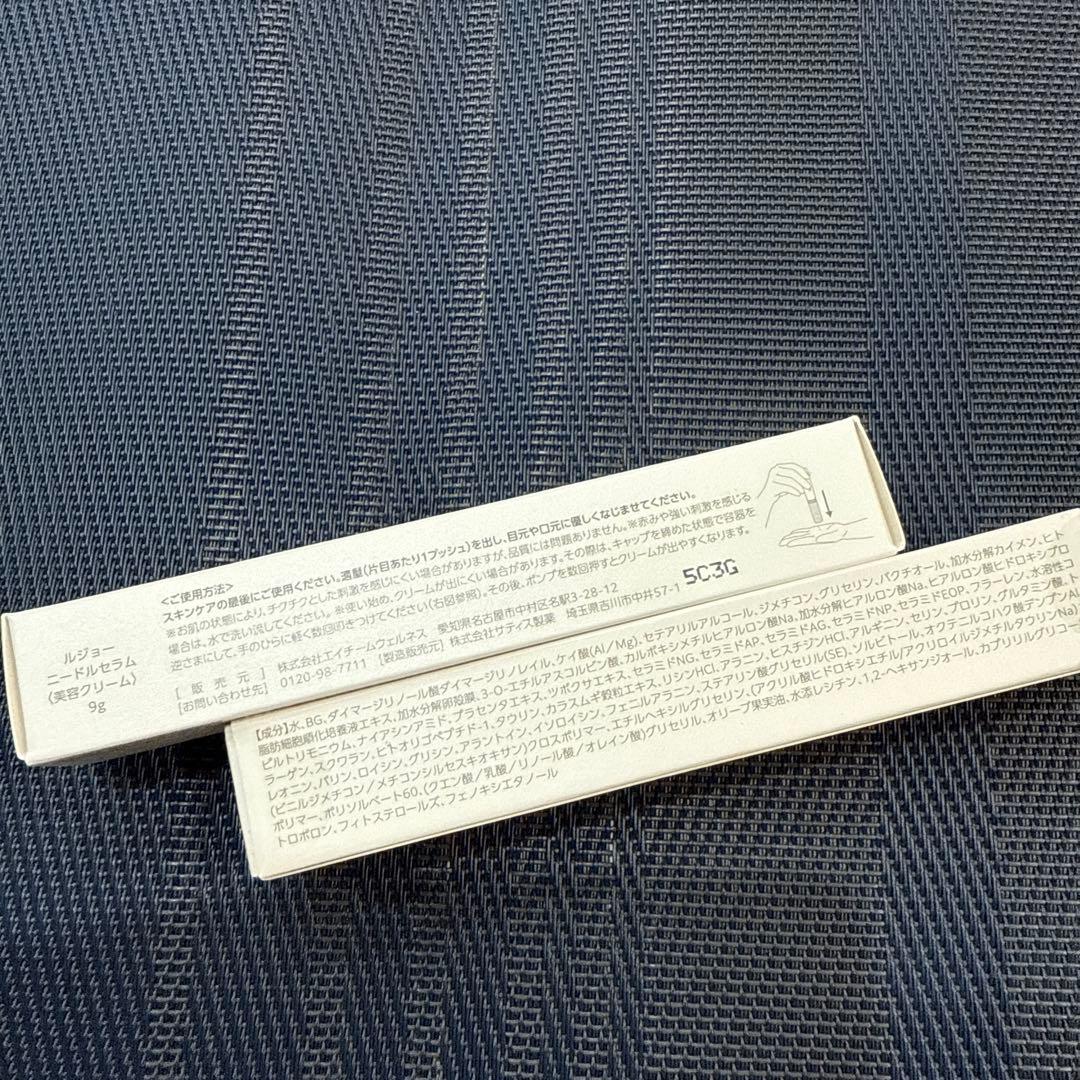 ルジョー
ニードルセラム
〈美容クリーム〉
9g
<ご使用方法>
スキンケアの最後にご使用ください。適量(片目あたり1プッシュ)を出し、目元や口元に優しくなじませてください。
※お肌の状態により、チクチクとした刺激を感じにくい場合がありますが、品質には問題ありません。※赤みや強い刺激を感じる
場合は、水で洗い流してください。※使い始め、クリームが出にくい場合があります。その際は、キャップを締めた状態で容器を
逆さまにして、手のひらに軽く数回叩きつけてください(右図参照)。その後、ポンプを数回押すとクリームが出やすくなります。
[販売元] 株式会社エイチームウェルネス 愛知県名古屋市中村区名駅3-28-12
[お問い合わせ先] 0120-98-7711 [製造販売元] 株式会社サティス製薬 埼玉県吉川市中井57-1
5C3G
【成分】水、BG、ダイマージリノール酸ダイマージリノレイル、ケイ酸(Al/Mg)、セテアリルアルコール、ジメチコン、グリセリン、バクチオール、加水分解カイメン、ヒト
脂肪細胞順化培養液エキス、加水分解卵殻膜、3-O-エチルアスコルビン酸、カルボキシメチルヒアルロン酸Na、加水分解ヒアルロン酸Na、ヒアルロン酸ヒドロキシプロ
ピルトリモニウム、ナイアシンアミド、プラセンタエキス、ツボクサエキス、セラミドNG、セラミドAP、セラミドAG、セラミドNP、セラミドEOP、フラーレン、水溶性コ
ラーゲン、スクワラン、ヒトオリゴペプチド-1、タウリン、カラスムギ穀粒エキス、リシンHCl、アラニン、ヒスチジンHCl、アルギニン、セリン、プロリン、グルタミン酸、ト
レオニン、バリン、ロイシン、グリシン、アラントイン、イソロイシン、フェニルアラニン、ステアリン酸グリセリル(SE)、ソルビトール、オクテニルコハク酸デンプンAl、
(ビニルジメチコン/メチコンシルセスキオキサン)クロスポリマー、エチルヘキシルグリセリン、(アクリル酸ヒドロキシエチル/アクリロイルジメチルタウリンNa)コ
ポリマー、ポリソルベート60、(クエン酸/乳酸/リノール酸/オレイン酸)グリセリル、オリーブ果実油、水添レシチン、1,2-ヘキサンジオール、カプリリルグリコー
トロポロン、フィトステロールズ、フェノキシエタノール